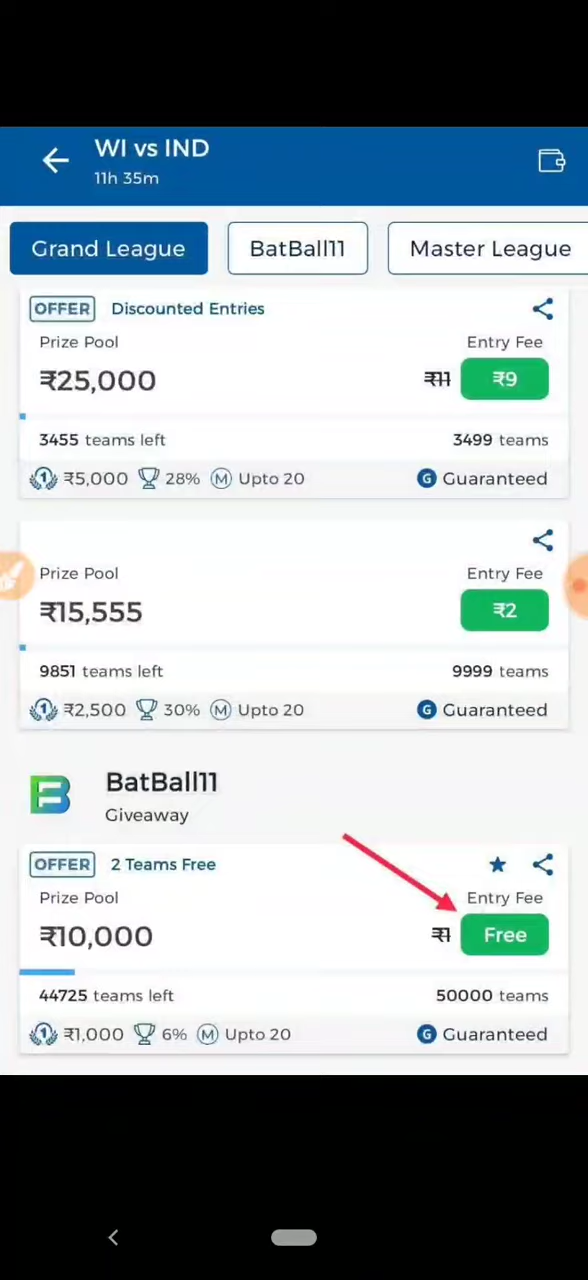 WI vs IND
11h 35m
Grand League
BatBall11
Master League
OFFER Discounted Entries
Prize Pool
Entry Fee
₹25,000
₹11 ₹9
3455 teams left
3499 teams
1 ₹5,000 28% M Upto 20
G Guaranteed
Prize Pool
Entry Fee
₹15,555
₹2
9851 teams left
9999 teams
1 ₹2,500 30% M Upto 20
G Guaranteed
BatBall11
Giveaway
OFFER 2 Teams Free
Prize Pool
Entry Fee
₹10,000
₹1 Free
44725 teams left
50000 teams
1 ₹1,000 6% M Upto 20
G Guaranteed